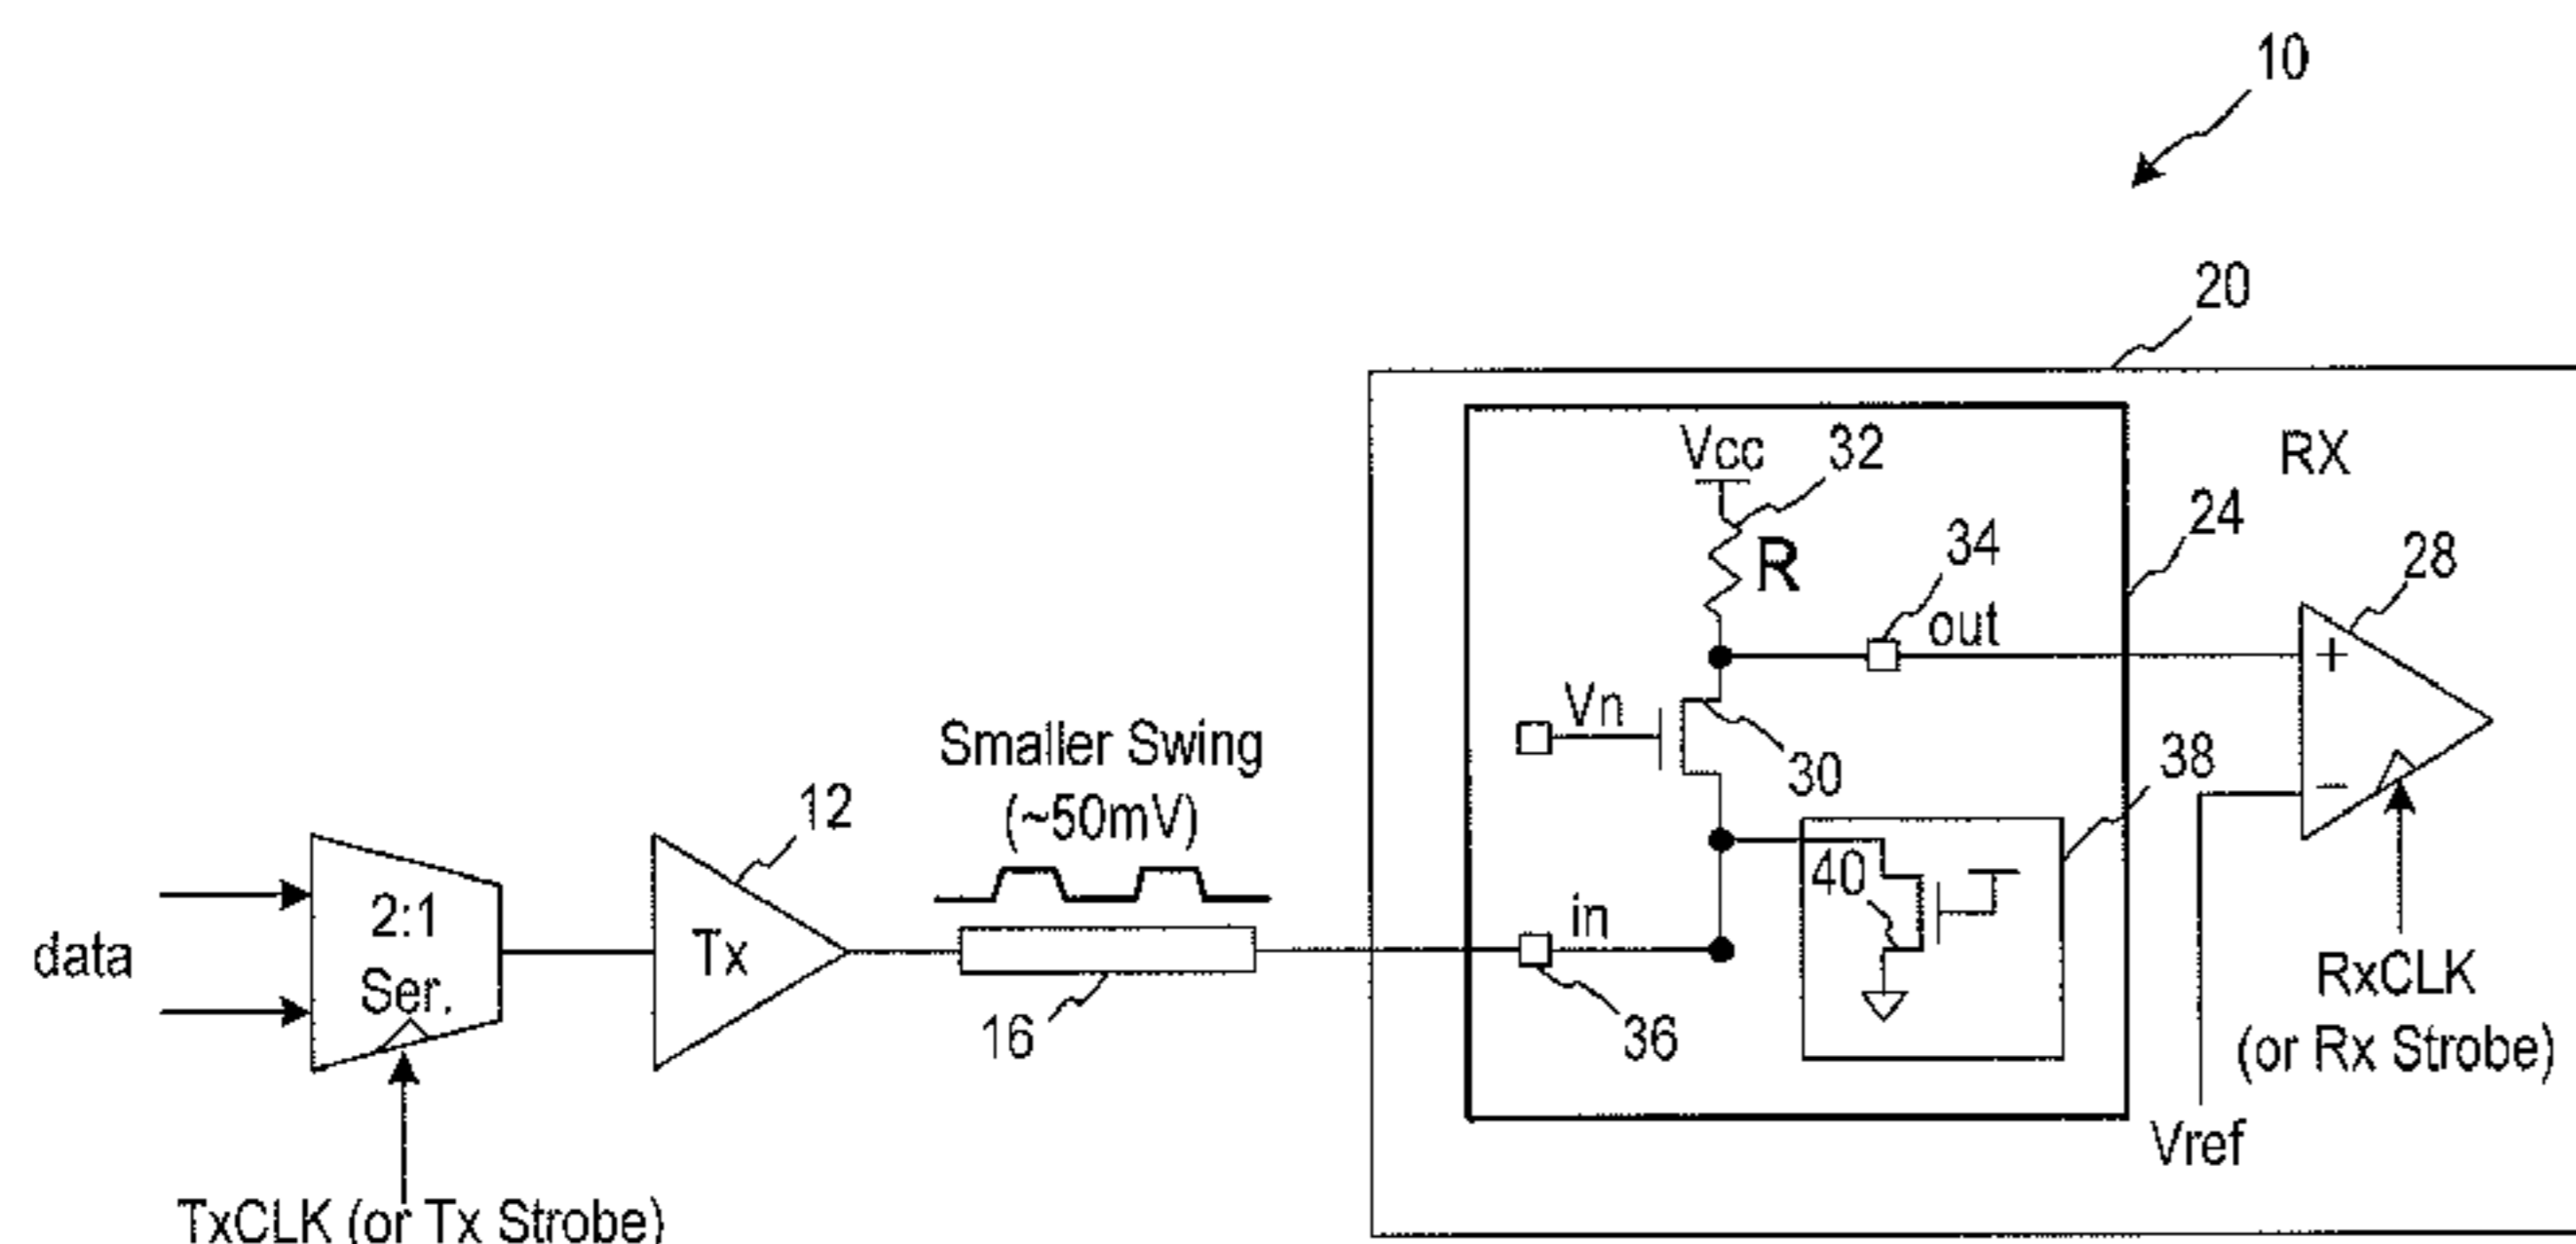 10
20
Vcc
32
RX
24
R
34
out
28
Vn
30
38
Smaller Swing
(~50mV)
12
+
−
40
data
2:1
Ser.
Tx
in
16
36
RxCLK
(or Rx Strobe)
Vref
TxCLK (or Tx Strobe)